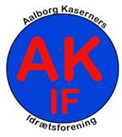 Aalborg Kaserners
AK
IF
Idrætsforening